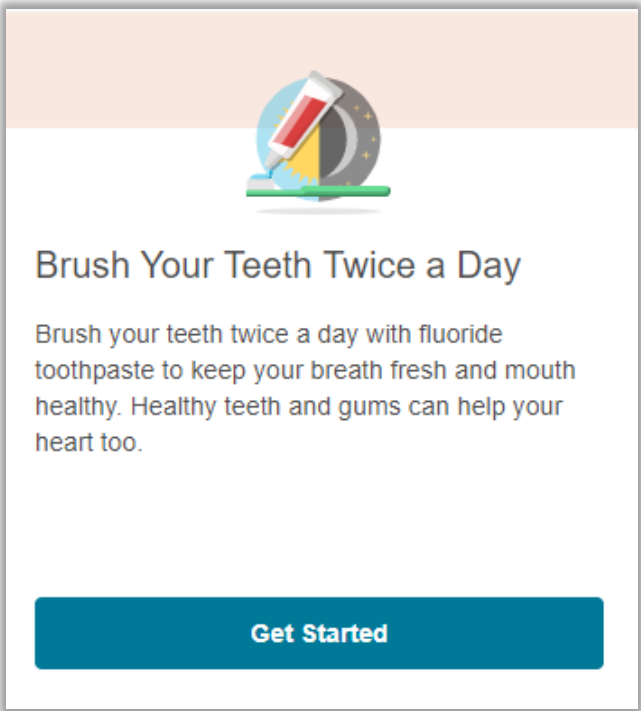 Brush Your Teeth Twice a Day
Brush your teeth twice a day with fluoride
toothpaste to keep your breath fresh and mouth
healthy. Healthy teeth and gums can help your
heart too.
Get Started